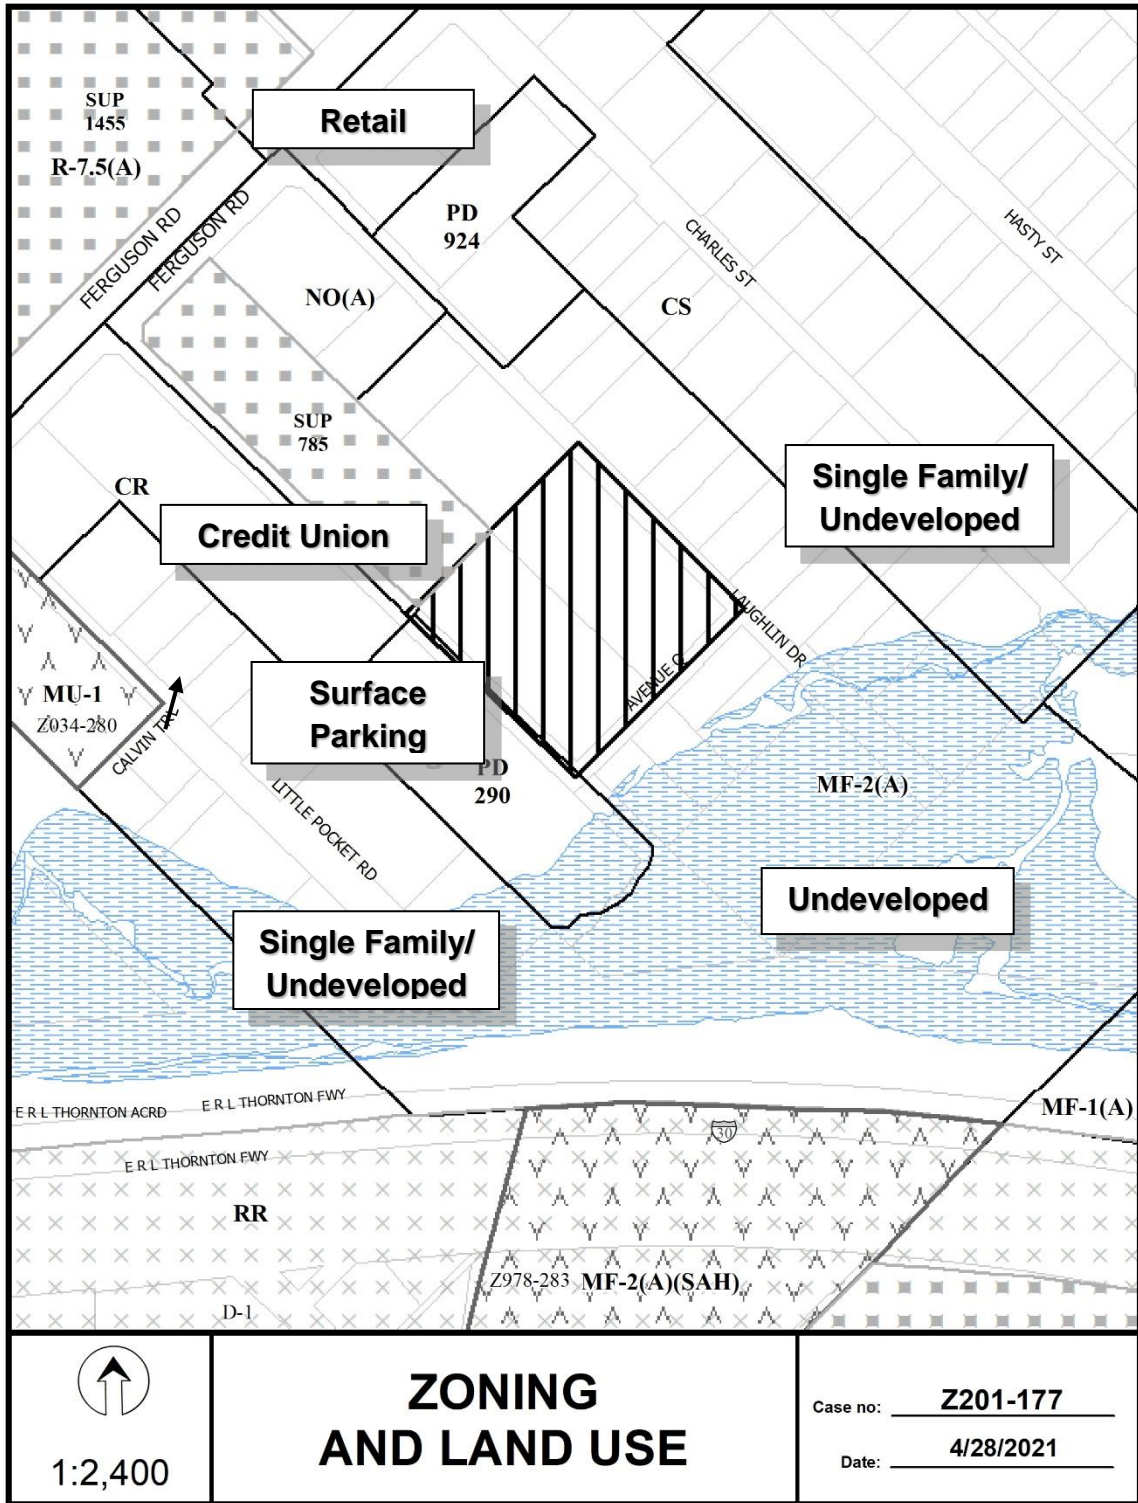 SUP
1455
R-7.5(A)
Retail
FERGUSON RD
FERGUSON RD
PD
924
HASTY ST
CHARLES ST
NO(A)
CS
SUP
785
CR
Credit Union
Single Family/
Undeveloped
LAUGHLIN DR
AVENUE C
Surface
Parking
MU-1
Z034-280
CALVIN TRL
PD
290
LITTLE POCKET RD
MF-2(A)
Undeveloped
Single Family/
Undeveloped
E R L THORNTON ACRD
E R L THORNTON FWY
MF-1(A)
30
E R L THORNTON FWY
RR
Z978-283
MF-2(A)(SAH)
D-1
1:2,400
ZONING
AND LAND USE
Case no: Z201-177
Date: 4/28/2021